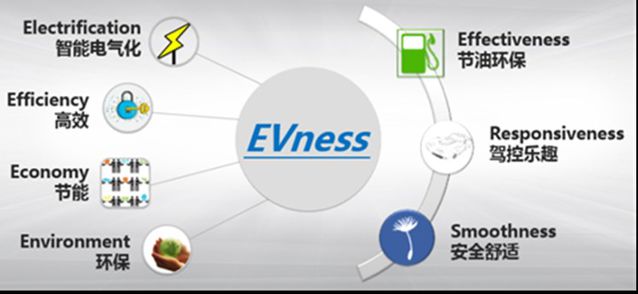 Electrification
智能电气化
Efficiency
高效
Economy
节能
Environment
环保
EVness
Effectiveness
节油环保
Responsiveness
驾控乐趣
Smoothness
安全舒适